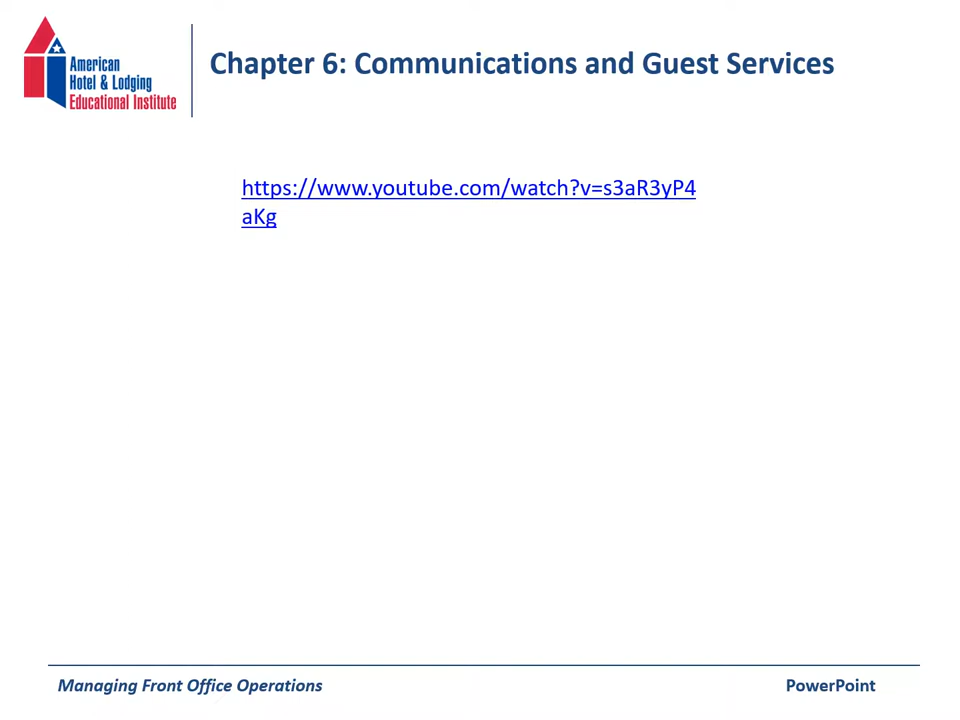 American
Hotel & Lodging
Educational Institute
Chapter 6: Communications and Guest Services
https://www.youtube.com/watch?v=s3aR3yP4
aKg
Managing Front Office Operations
PowerPoint